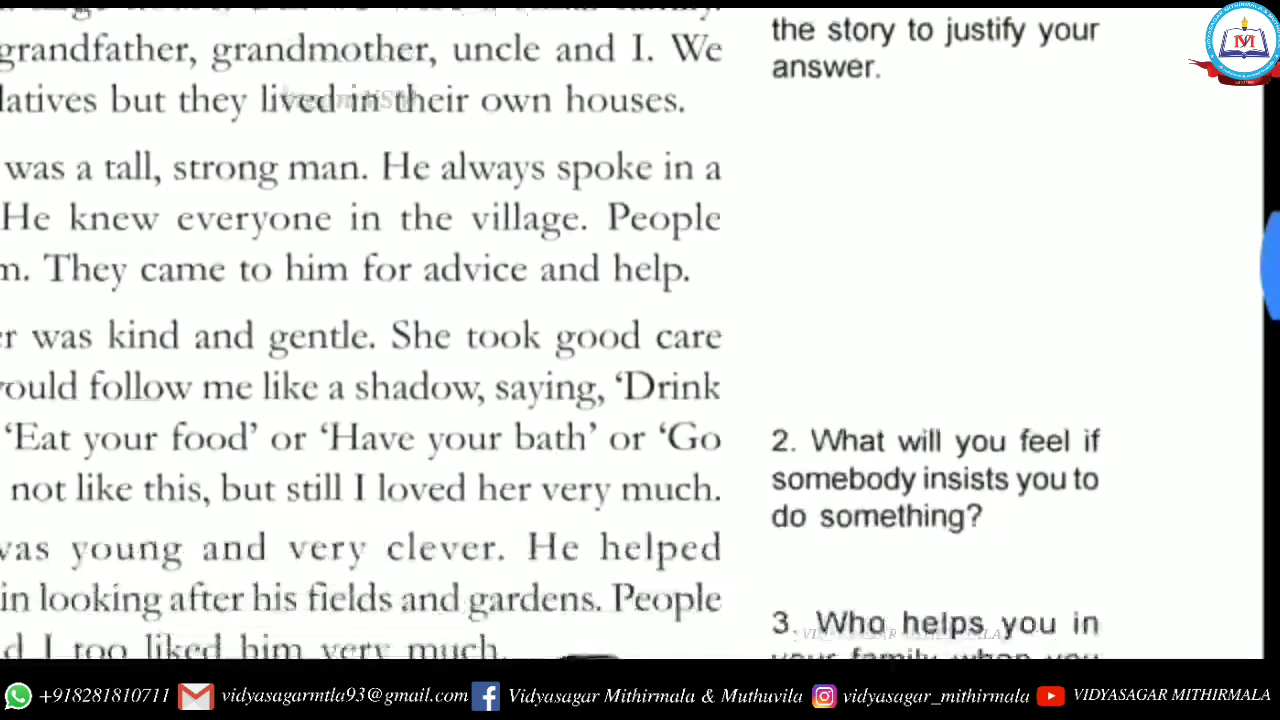 grandfather, grandmother, uncle and I. We
latives but they lived in their own houses.
was a tall, strong man. He always spoke in a
He knew everyone in the village. People
m. They came to him for advice and help.
er was kind and gentle. She took good care
would follow me like a shadow, saying, ‘Drink
‘Eat your food’ or ‘Have your bath’ or ‘Go
not like this, but still I loved her very much.
was young and very clever. He helped
in looking after his fields and gardens. People
d I too liked him very much.
the story to justify your
answer.
2. What will you feel if
somebody insists you to
do something?
3. Who helps you in
your family when you
+918281810711 vidyasagarmtla93@gmail.com Vidyasagar Mithirmala & Muthuvila vidyasagar_mithirmala VIDYASAGAR MITHIRMALA